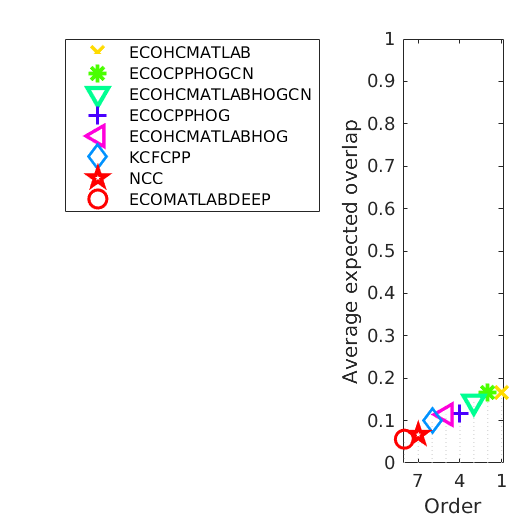 ECOHCMATLAB
ECOCPPHOGCN
ECOHCMATLABHOGCN
ECOCPPHOG
ECOHCMATLABHOG
KCFCPP
NCC
ECOMATLABDEEP
Average expected overlap
1
0.9
0.8
0.7
0.6
0.5
0.4
0.3
0.2
0.1
0
7 4 1
Order